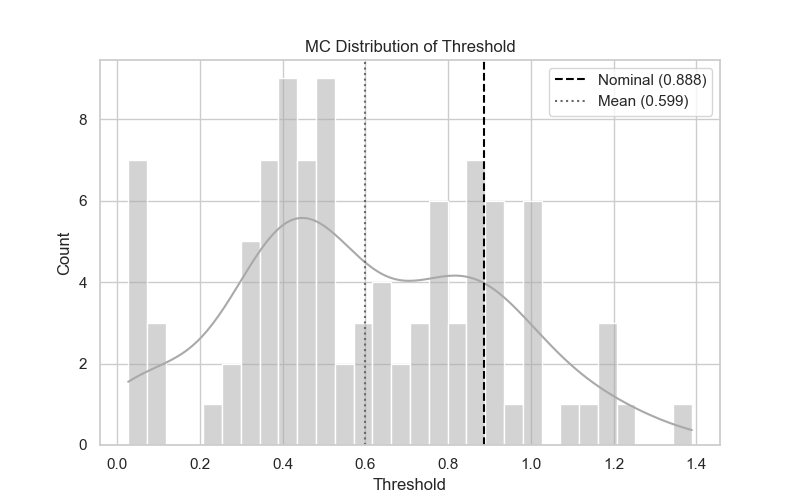 MC Distribution of Threshold
Nominal (0.888)
Mean (0.599)
Count
8
6
4
2
0
0.0 0.2 0.4 0.6 0.8 1.0 1.2 1.4
Threshold